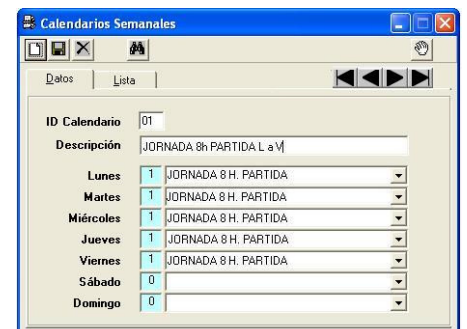 Calendarios Semanales
Datos Lista
ID Calendario 01
Descripción JORNADA 8h PARTIDA L a V
Lunes 1 JORNADA 8 H. PARTIDA
Martes 1 JORNADA 8 H. PARTIDA
Miércoles 1 JORNADA 8 H. PARTIDA
Jueves 1 JORNADA 8 H. PARTIDA
Viernes 1 JORNADA 8 H. PARTIDA
Sábado 0
Domingo 0